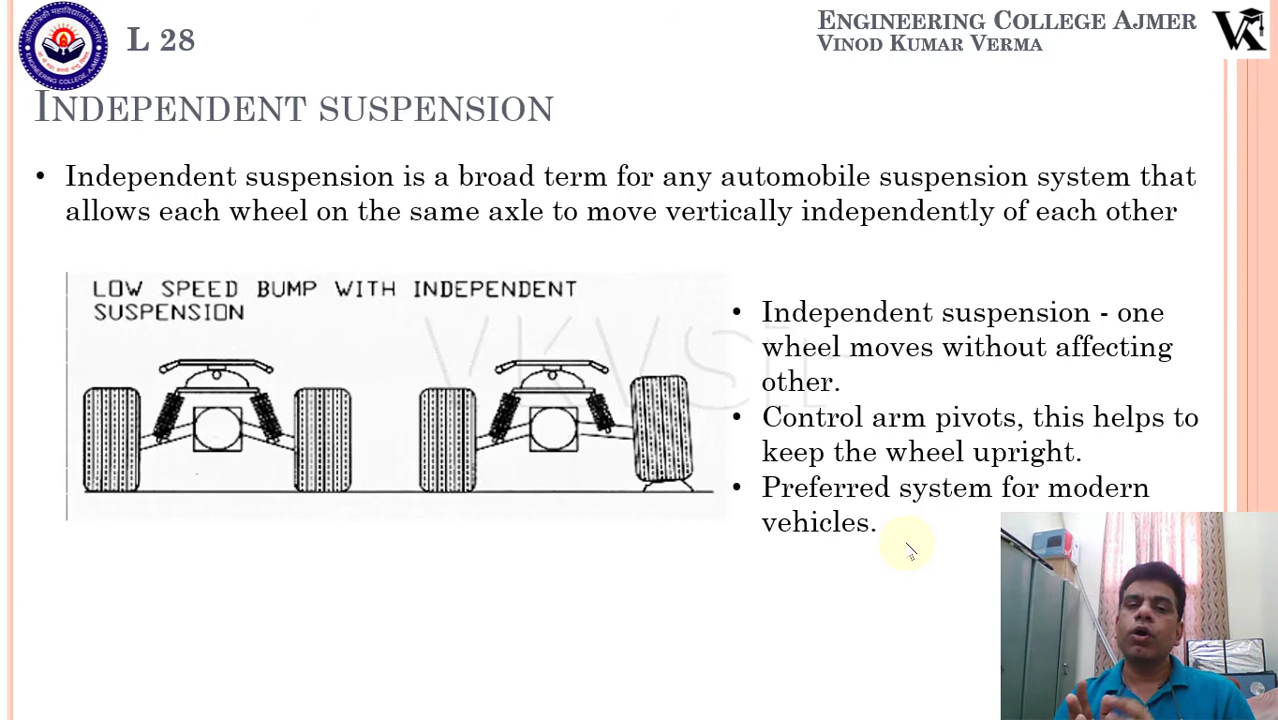 L 28
ENGINEERING COLLEGE AJMER
VINOD KUMAR VERMA
INDEPENDENT SUSPENSION
• Independent suspension is a broad term for any automobile suspension system that
allows each wheel on the same axle to move vertically independently of each other
LOW SPEED BUMP WITH INDEPENDENT
SUSPENSION
• Independent suspension - one
wheel moves without affecting
other.
• Control arm pivots, this helps to
keep the wheel upright.
• Preferred system for modern
vehicles.